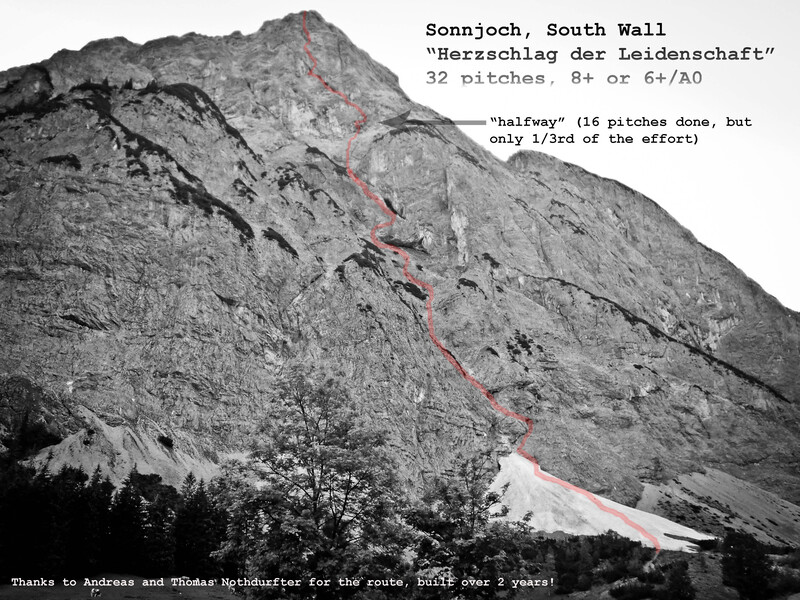 Sonnjoch, South Wall
“Herzschlag der Leidenschaft”
32 pitches, 8+ or 6+/A0
“halfway” (16 pitches done, but
only 1/3rd of the effort)
Thanks to Andreas and Thomas Nothdurfter for the route, built over 2 years!